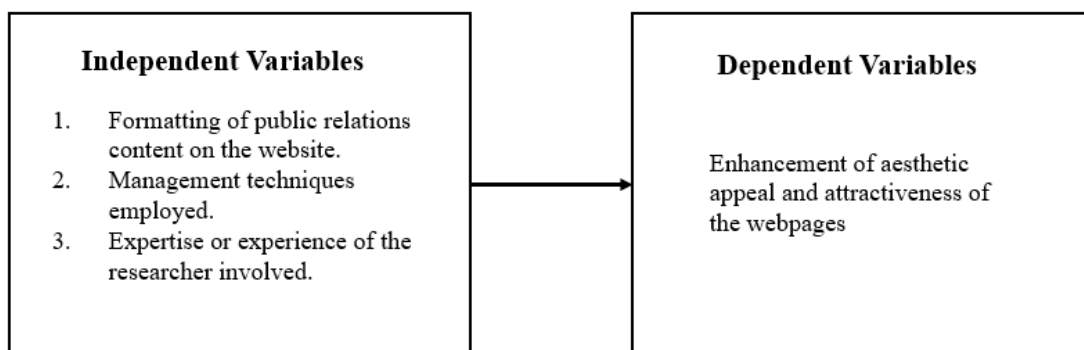 Independent Variables
1. Formatting of public relations
content on the website.
2. Management techniques
employed.
3. Expertise or experience of the
researcher involved.
Dependent Variables
Enhancement of aesthetic
appeal and attractiveness of
the webpages